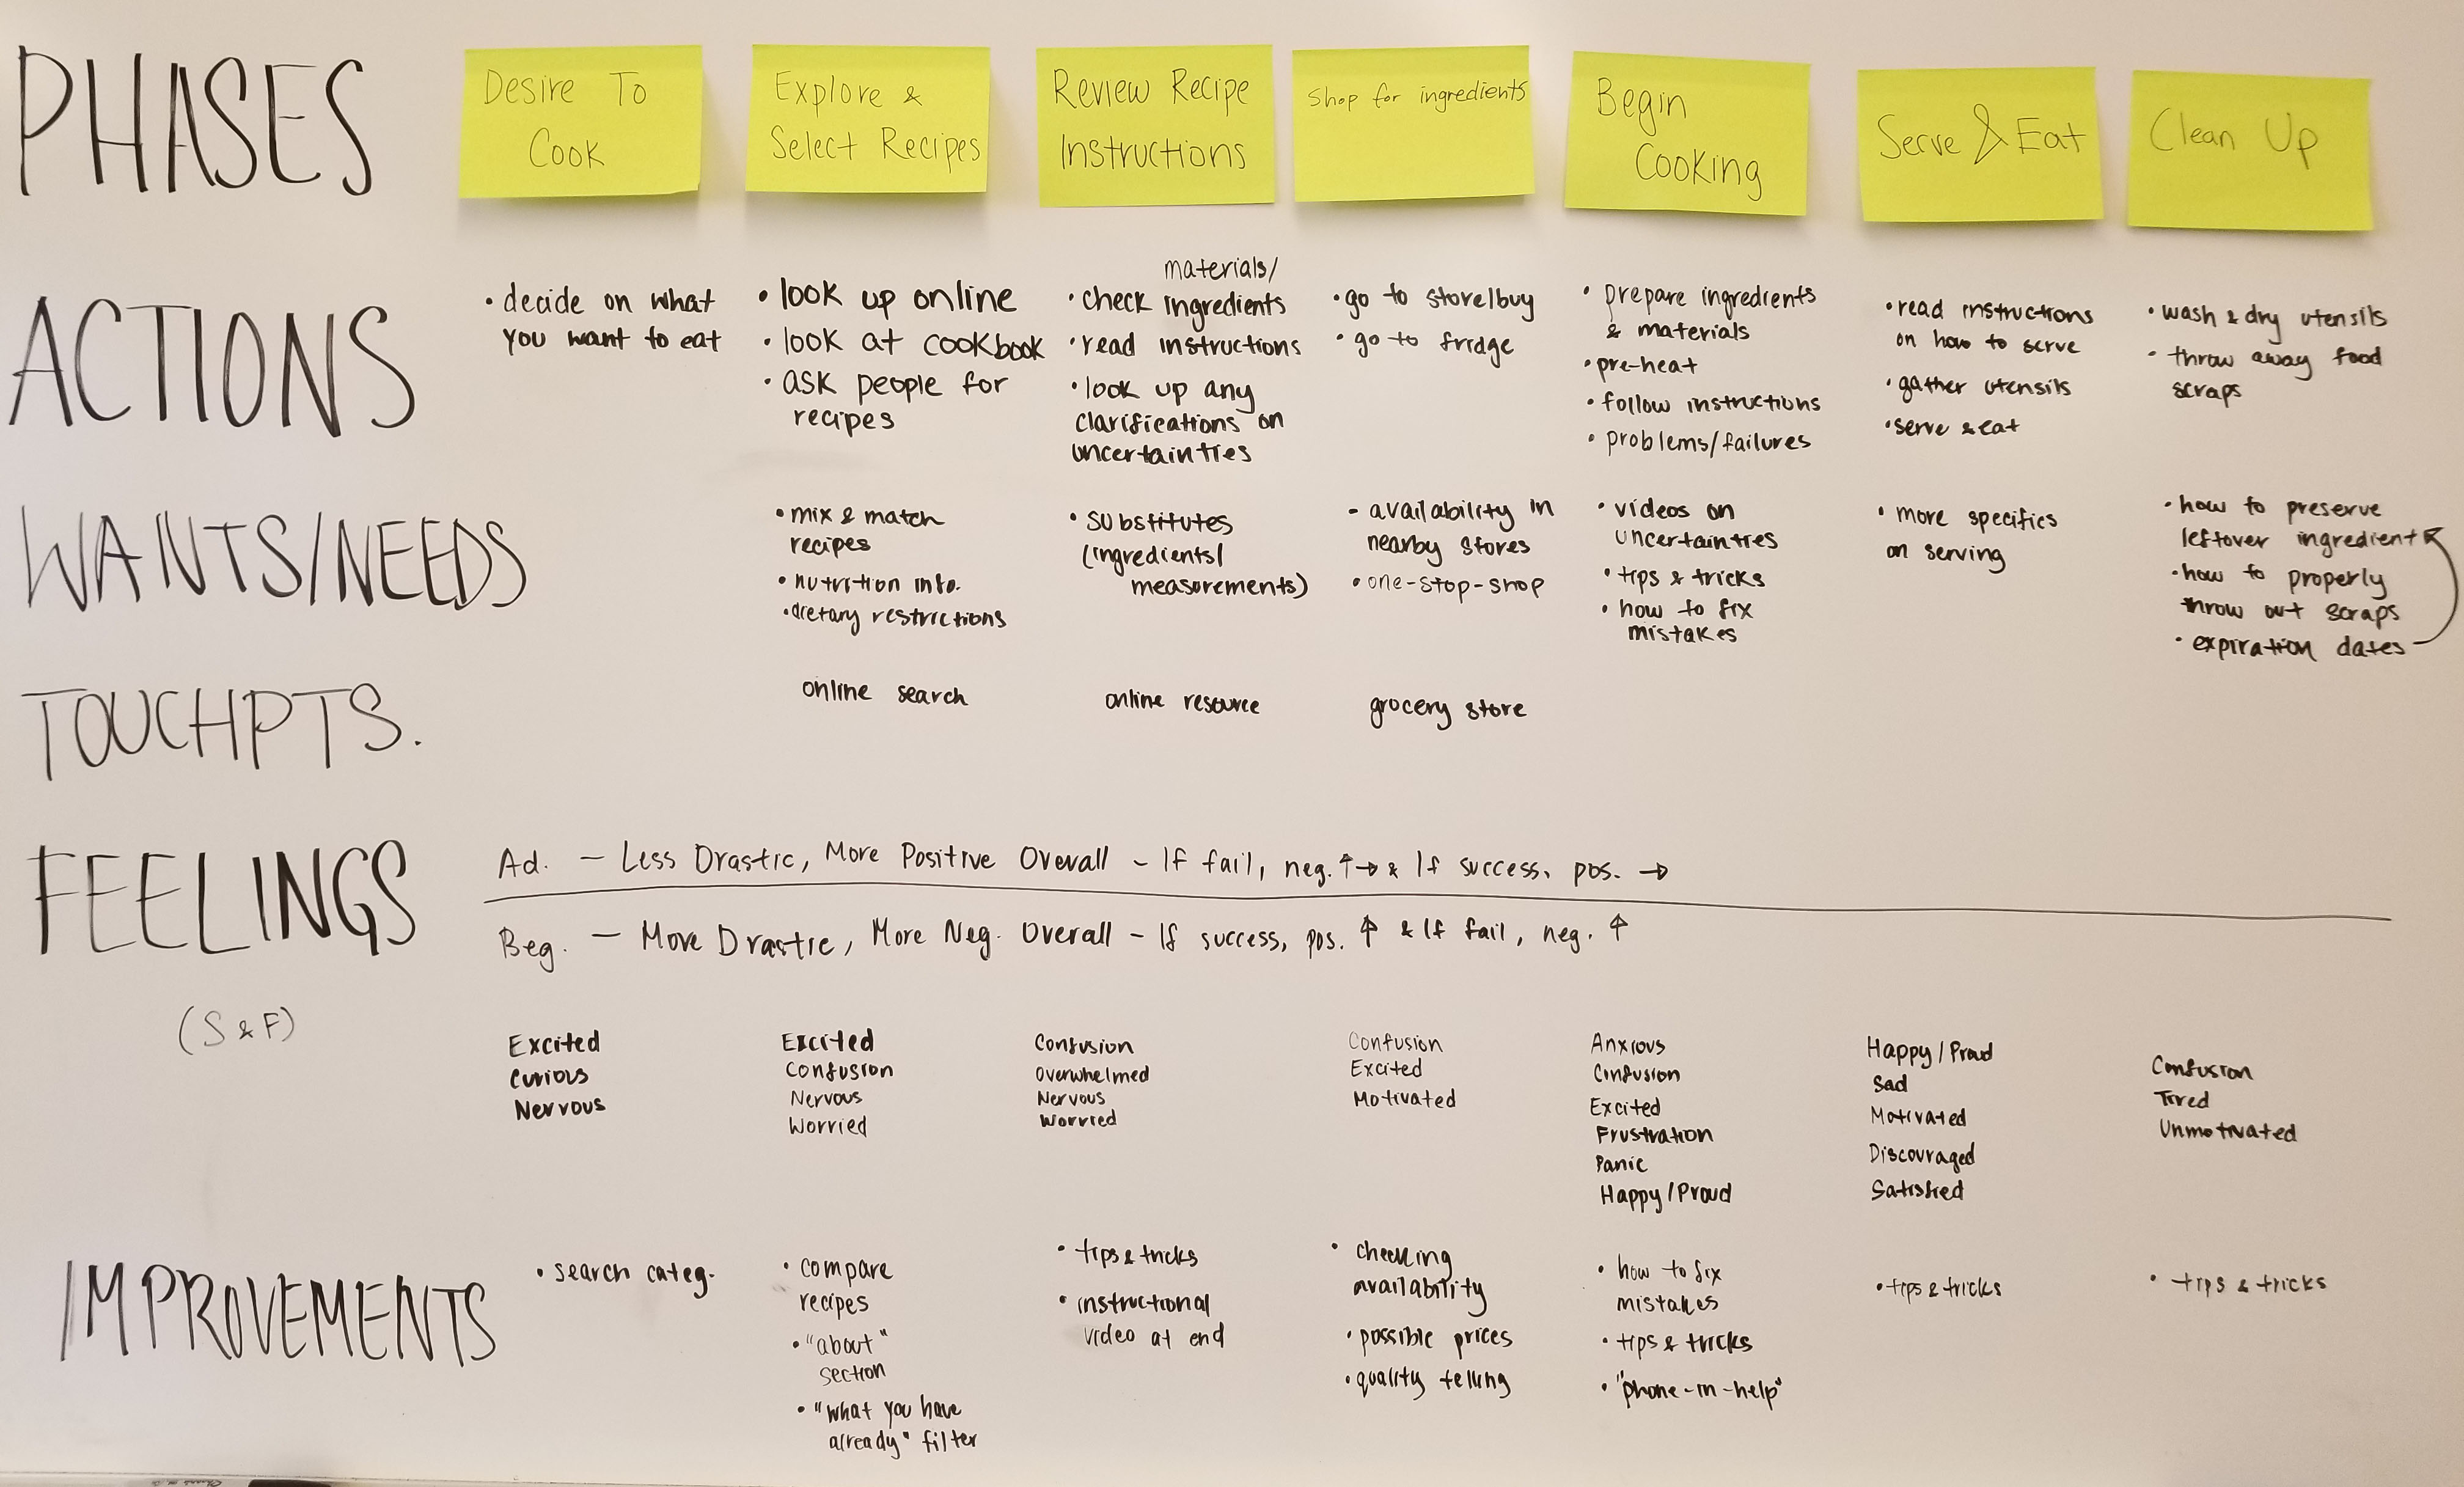 PHASES
Desire To
Cook
Explore &
Select Recipes
Review Recipe
Instructions
Shop for ingredients
Begin
Cooking
Serve & Eat
Clean Up
ACTIONS
• decide on what
you want to eat
• look up online
• look at cookbook
• ask people for
recipes
materials/
• check ingredients
• read instructions
• look up any
clarifications on
uncertainties
• go to store/buy
• go to fridge
• prepare ingredients
& materials
• pre-heat
• follow instructions
• problems/failures
• read instructions
on how to serve
• gather utensils
• serve & eat
• wash & dry utensils
• throw away food
scraps
WANTS/NEEDS
• mix & match
recipes
• nutrition info.
• dietary restrictions
• substitutes
(ingredients/
measurements)
- availability in
nearby stores
• one-stop-shop
• videos on
uncertainties
• tips & tricks
• how to fix
mistakes
• more specifics
on serving
• how to preserve
leftover ingredient
• how to properly
throw out scraps
• expiration dates
TOUCHPTS.
online search
online resource
grocery store
FEELINGS
(S & F)
Ad. — Less Drastic, More Positive Overall - If fail, neg. ↑→ & If success, pos. →
Beg. — More Drastic, More Neg. Overall - If success, pos. ↑ & If fail, neg. ↑
Excited
Curious
Nervous
Excited
Confusion
Nervous
Worried
Confusion
Overwhelmed
Nervous
Worried
Confusion
Excited
Motivated
Anxious
Confusion
Excited
Frustration
Panic
Happy/Proud
Happy/Proud
Sad
Motivated
Discouraged
Satisfied
Confusion
Tired
Unmotivated
IMPROVEMENTS
• search categ.
• compare
recipes
• "about"
section
• "what you have
already" filter
• tips & tricks
• instructional
video at end
• checking
availability
• possible prices
• quality telling
• how to fix
mistakes
• tips & tricks
• "phone-in-help"
• tips & tricks
• tips & tricks